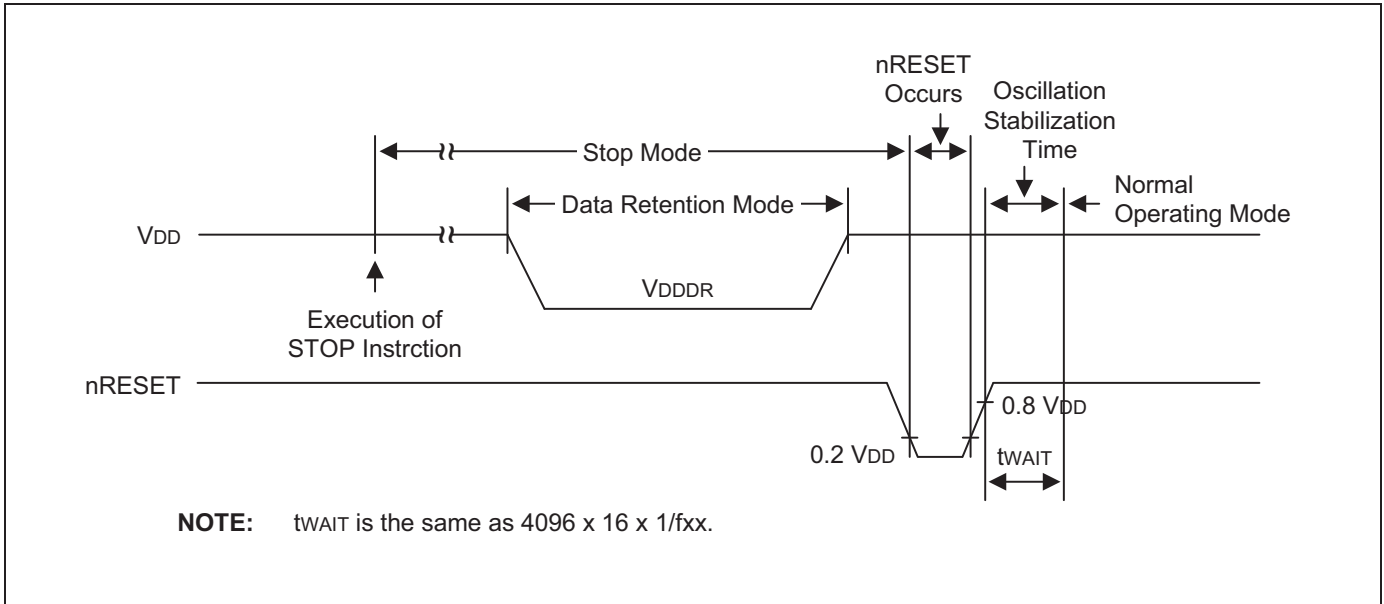 nRESET
Occurs
Oscillation
Stabilization
Time
Stop Mode
Normal
Operating Mode
Data Retention Mode
VDD
VDDDR
Execution of
STOP Instrction
nRESET
0.8 VDD
0.2 VDD
tWAIT
NOTE: tWAIT is the same as 4096 x 16 x 1/fxx.